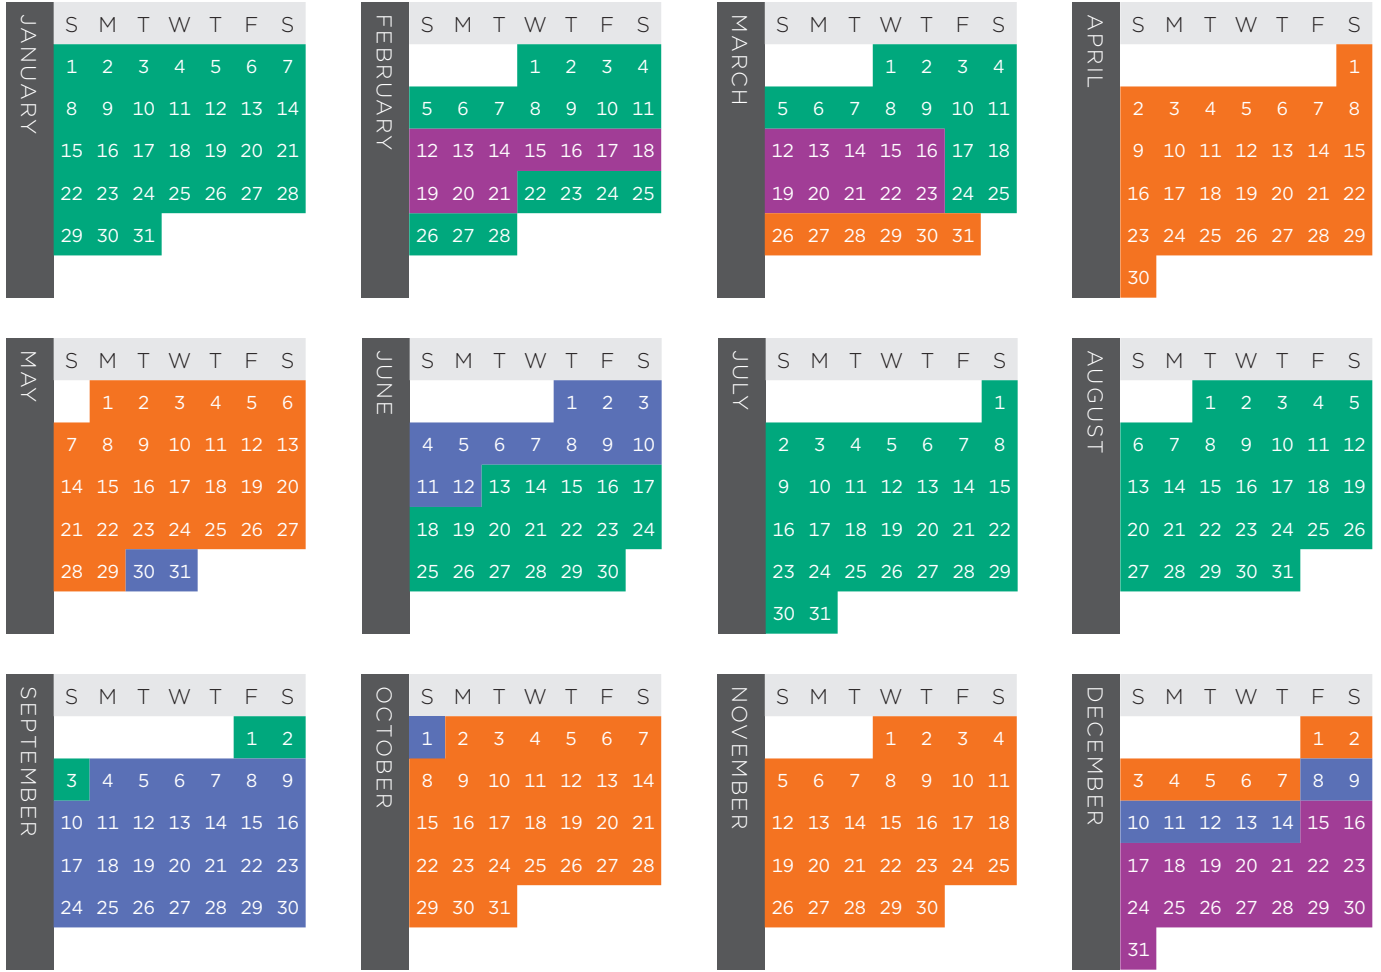 JANUARY
S M T W T F S
1 2 3 4 5 6 7
8 9 10 11 12 13 14
15 16 17 18 19 20 21
22 23 24 25 26 27 28
29 30 31
FEBRUARY
S M T W T F S
1 2 3 4
5 6 7 8 9 10 11
12 13 14 15 16 17 18
19 20 21 22 23 24 25
26 27 28
MARCH
S M T W T F S
1 2 3 4
5 6 7 8 9 10 11
12 13 14 15 16 17 18
19 20 21 22 23 24 25
26 27 28 29 30 31
APRIL
S M T W T F S
1
2 3 4 5 6 7 8
9 10 11 12 13 14 15
16 17 18 19 20 21 22
23 24 25 26 27 28 29
30
MAY
S M T W T F S
1 2 3 4 5 6
7 8 9 10 11 12 13
14 15 16 17 18 19 20
21 22 23 24 25 26 27
28 29 30 31
JUNE
S M T W T F S
1 2 3
4 5 6 7 8 9 10
11 12 13 14 15 16 17
18 19 20 21 22 23 24
25 26 27 28 29 30
JULY
S M T W T F S
1
2 3 4 5 6 7 8
9 10 11 12 13 14 15
16 17 18 19 20 21 22
23 24 25 26 27 28 29
30 31
AUGUST
S M T W T F S
1 2 3 4 5
6 7 8 9 10 11 12
13 14 15 16 17 18 19
20 21 22 23 24 25 26
27 28 29 30 31
SEPTEMBER
S M T W T F S
1 2
3 4 5 6 7 8 9
10 11 12 13 14 15 16
17 18 19 20 21 22 23
24 25 26 27 28 29 30
OCTOBER
S M T W T F S
1 2 3 4 5 6 7
8 9 10 11 12 13 14
15 16 17 18 19 20 21
22 23 24 25 26 27 28
29 30 31
NOVEMBER
S M T W T F S
1 2 3 4
5 6 7 8 9 10 11
12 13 14 15 16 17 18
19 20 21 22 23 24 25
26 27 28 29 30
DECEMBER
S M T W T F S
1 2
3 4 5 6 7 8 9
10 11 12 13 14 15 16
17 18 19 20 21 22 23
24 25 26 27 28 29 30
31